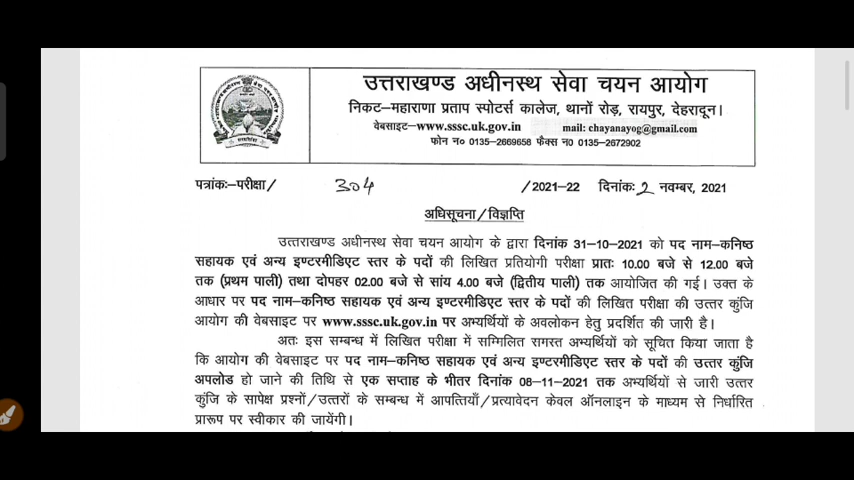 उत्तराखण्ड अधीनस्थ सेवा चयन आयोग
निकट–महाराणा प्रताप स्पोटर्स कालेज, थानों रोड़, रायपुर, देहरादून।
वेबसाइट–www.sssc.uk.gov.in mail: chayanayog@gmail.com
फोन न० 0135–2669658 फैक्स न0 0135–2672902
पत्रांकः–परीक्षा/ 304 /2021–22 दिनांकः 2 नवम्बर, 2021
अधिसूचना/विज्ञप्ति
उत्तराखण्ड अधीनस्थ सेवा चयन आयोग के द्वारा दिनांक 31-10-2021 को पद नाम–कनिष्ठ
सहायक एवं अन्य इण्टरमीडिएट स्तर के पदों की लिखित प्रतियोगी परीक्षा प्रातः 10.00 बजे से 12.00 बजे
तक (प्रथम पाली) तथा दोपहर 02.00 बजे से सांय 4.00 बजे (द्वितीय पाली) तक आयोजित की गई। उक्त के
आधार पर पद नाम–कनिष्ठ सहायक एवं अन्य इण्टरमीडिएट स्तर के पदों की लिखित परीक्षा की उत्तर कुंजि
आयोग की वेबसाइट पर www.sssc.uk.gov.in पर अभ्यर्थियों के अवलोकन हेतु प्रदर्शित की जारी है।
अतः इस सम्बन्ध में लिखित परीक्षा में सम्मिलित समस्त अभ्यर्थियों को सूचित किया जाता है
कि आयोग की वेबसाइट पर पद नाम–कनिष्ठ सहायक एवं अन्य इण्टरमीडिएट स्तर के पदों की उत्तर कुंजि
अपलोड हो जाने की तिथि से एक सप्ताह के भीतर दिनांक 08-11-2021 तक अभ्यर्थियों से जारी उत्तर
कुंजि के सापेक्ष प्रश्नों/उत्तरों के सम्बन्ध में आपत्तियाँ/प्रत्यावेदन केवल ऑनलाइन के माध्यम से निर्धारित
प्रारूप पर स्वीकार की जायेंगी।